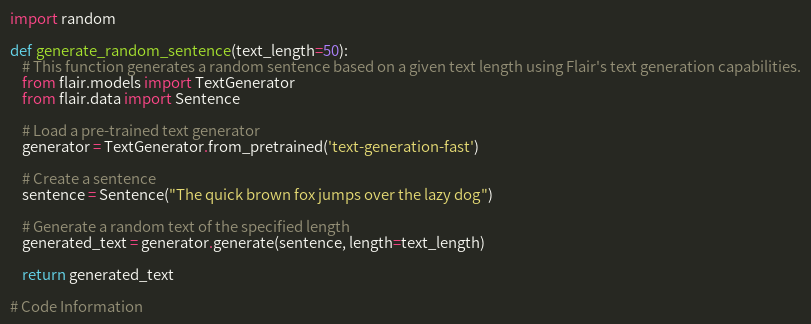 import random
def generate_random_sentence(text_length=50):
# This function generates a random sentence based on a given text length using Flair's text generation capabilities.
from flair.models import TextGenerator
from flair.data import Sentence
# Load a pre-trained text generator
generator = TextGenerator.from_pretrained('text-generation-fast')
# Create a sentence
sentence = Sentence("The quick brown fox jumps over the lazy dog")
# Generate a random text of the specified length
generated_text = generator.generate(sentence, length=text_length)
return generated_text
# Code Information